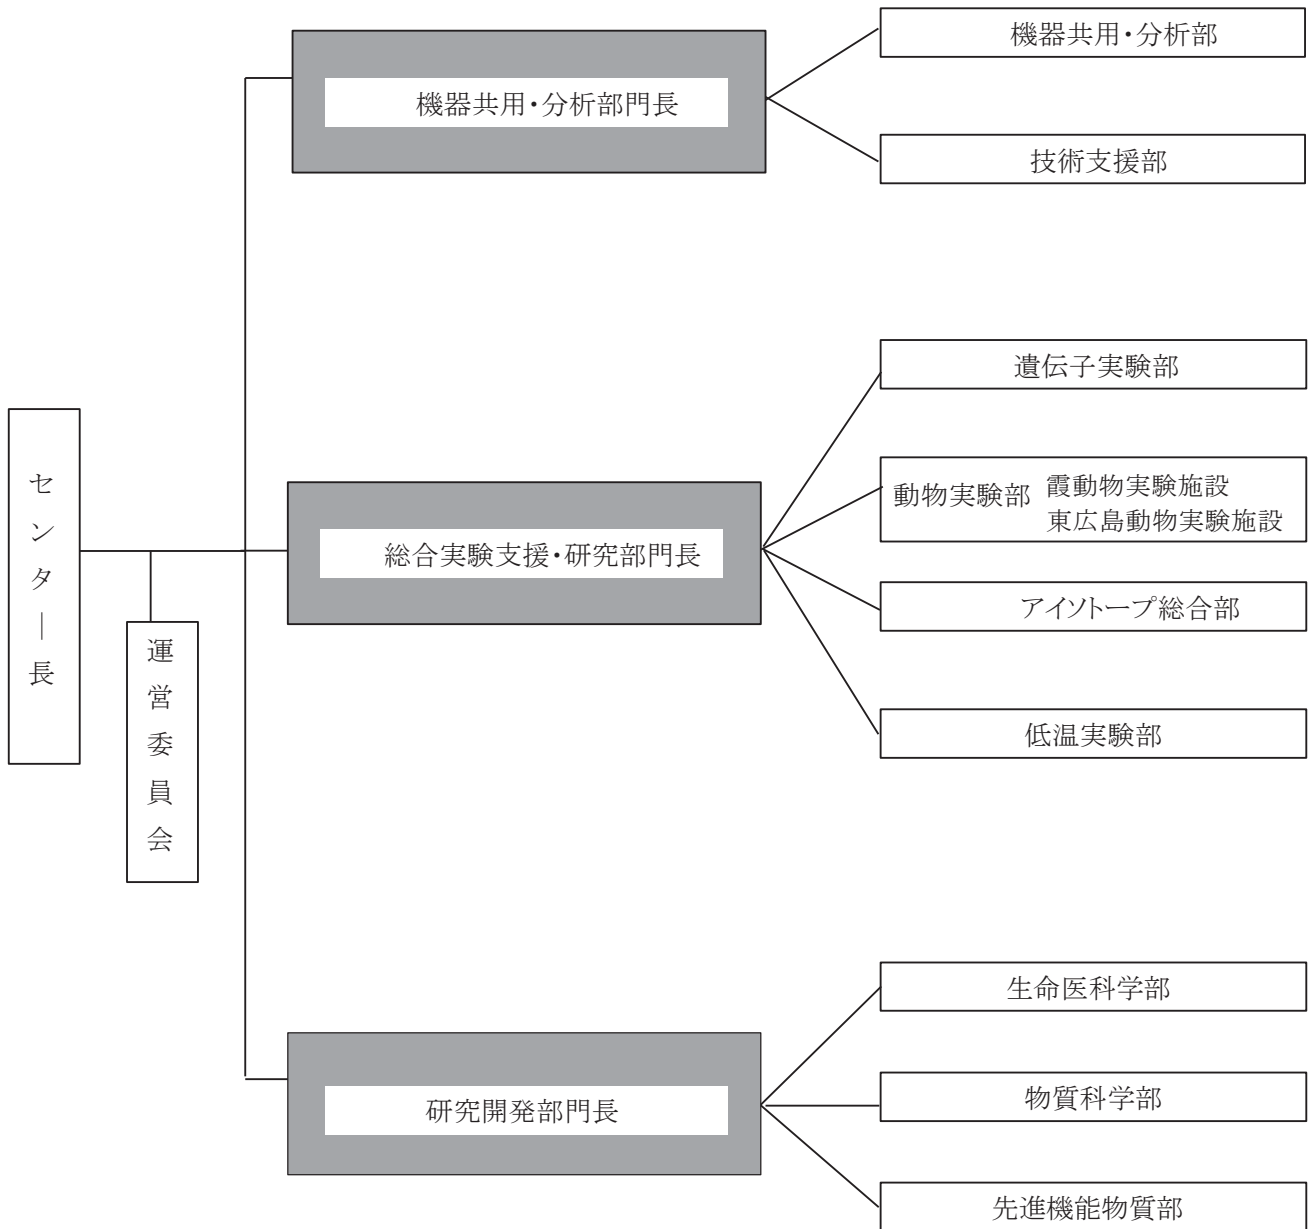 センター長
運営委員会
機器共用・分析部門長
機器共用・分析部
技術支援部
総合実験支援・研究部門長
遺伝子実験部
動物実験部 霞動物実験施設
東広島動物実験施設
アイソトープ総合部
低温実験部
研究開発部門長
生命医科学部
物質科学部
先進機能物質部